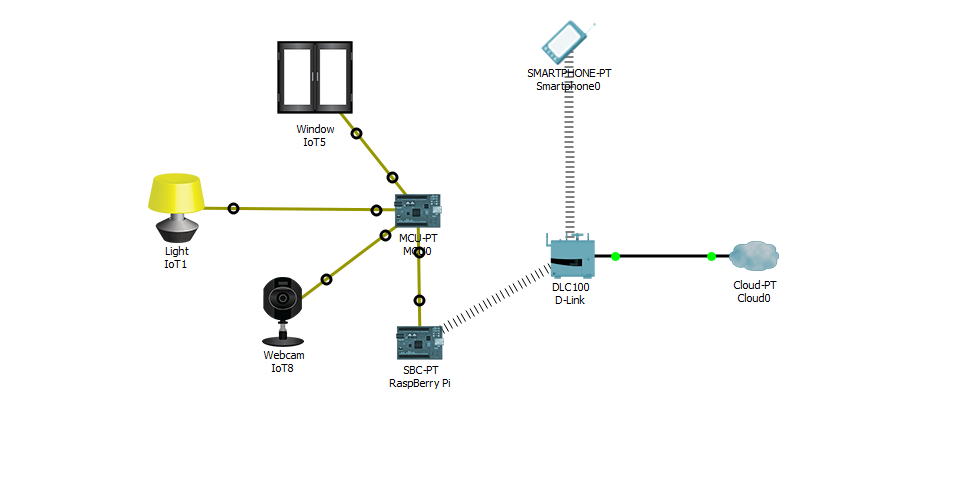 SMARTPHONE-PT
Smartphone0
Window
IoT5
Light
IoT1
MCU-PT
MCU0
DLC100
D-Link
Cloud-PT
Cloud0
Webcam
IoT8
SBC-PT
RaspBerry Pi